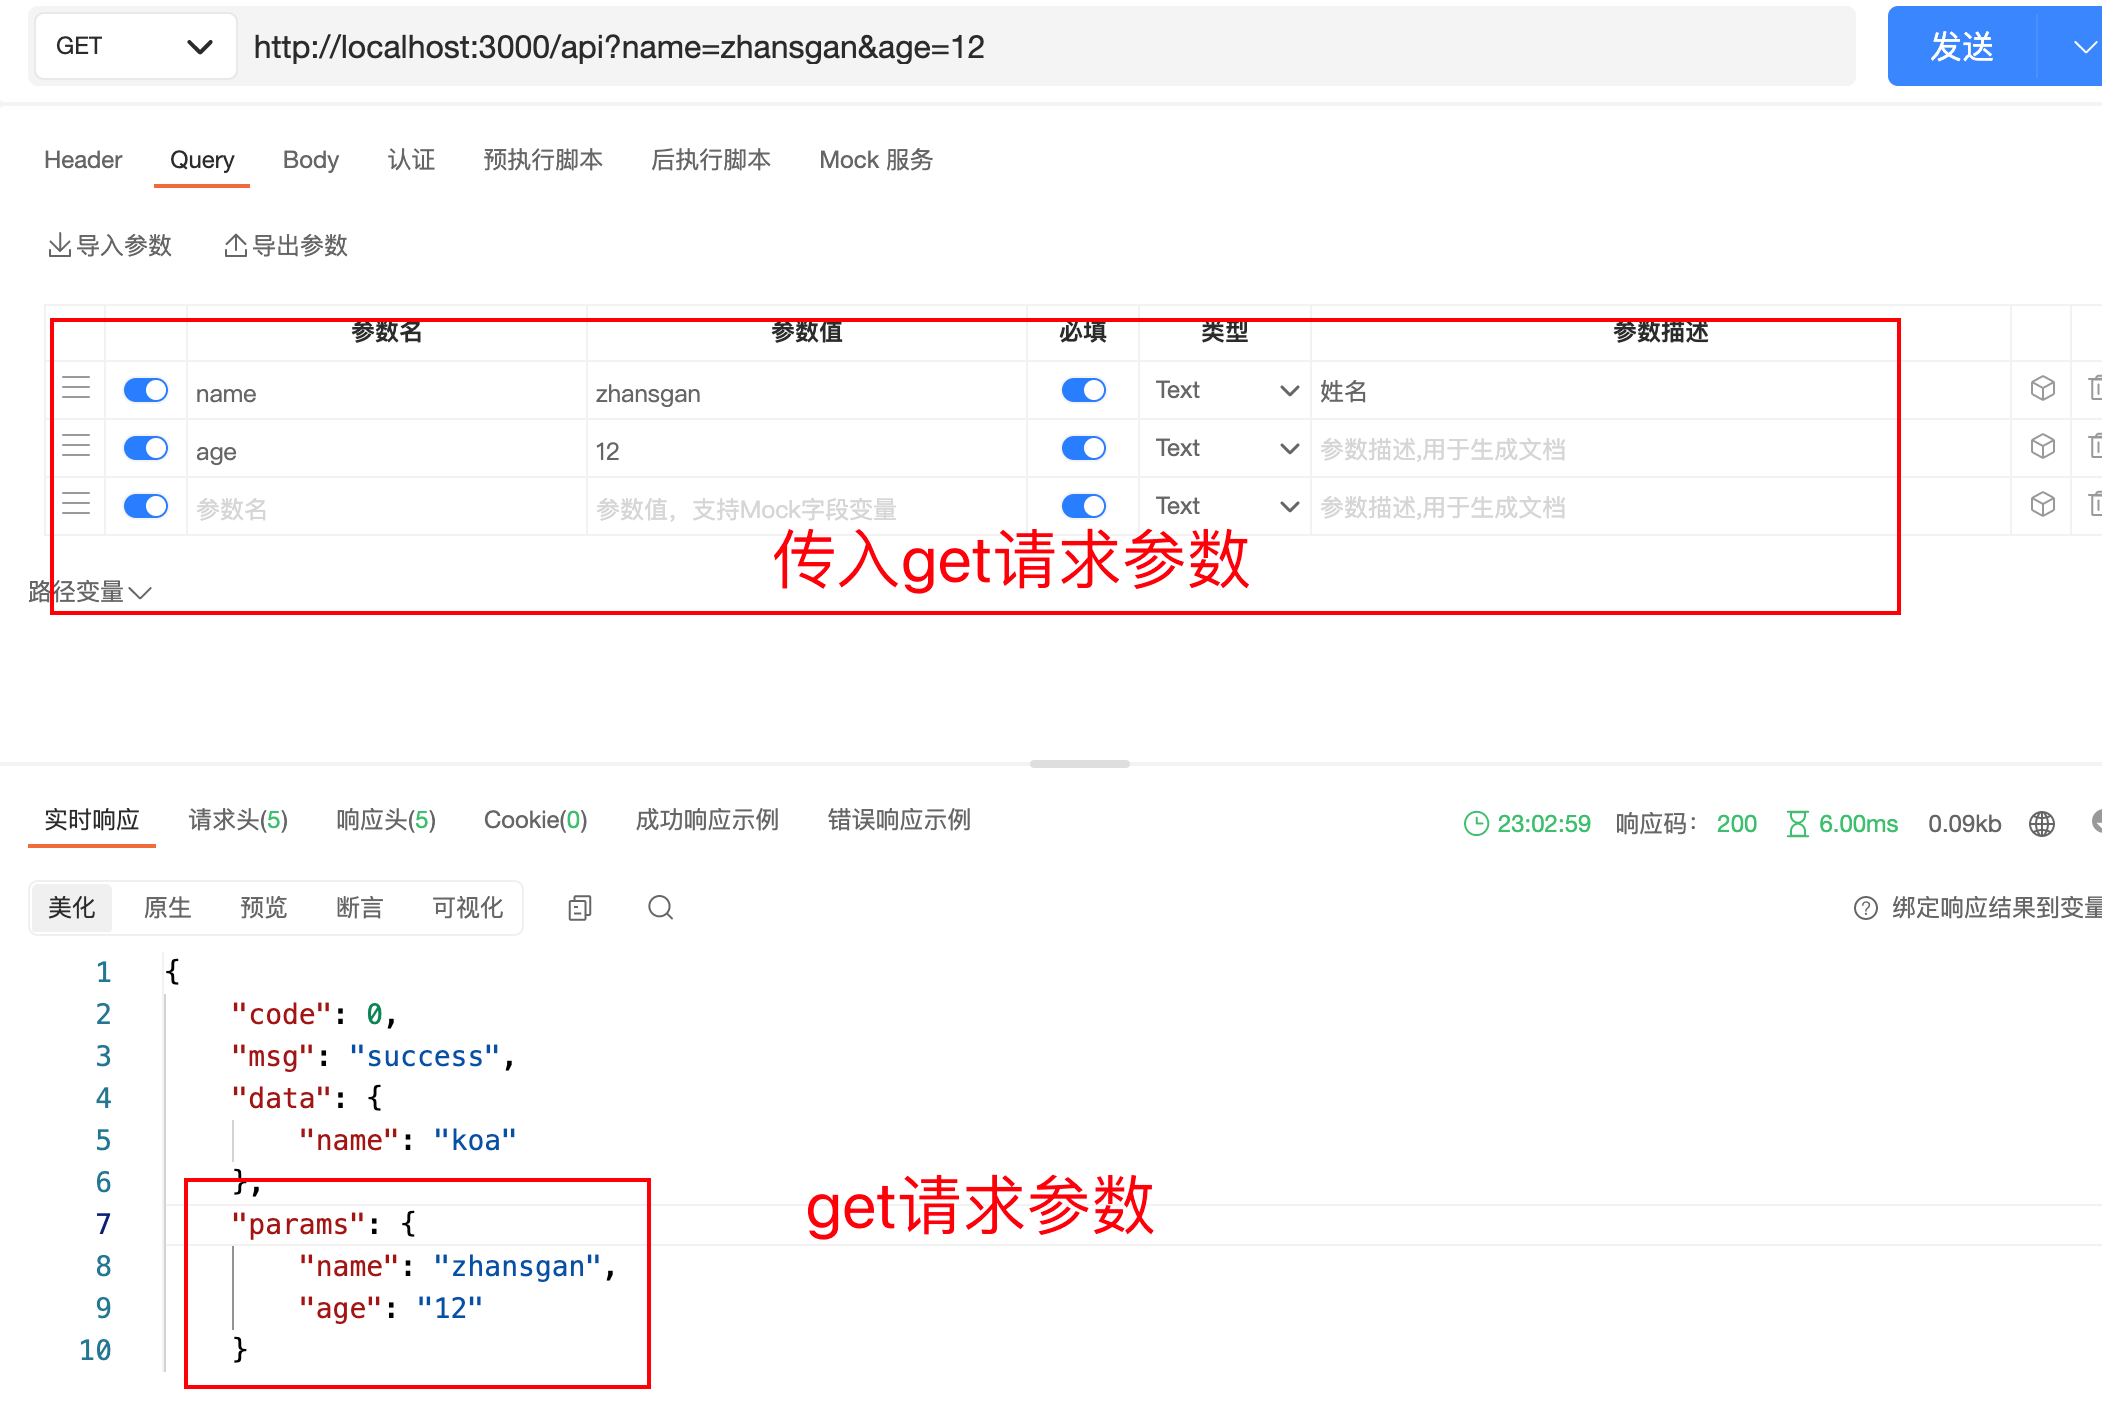 GET http://localhost:3000/api?name=zhansgan&age=12 发送
Header Query Body 认证 预执行脚本 后执行脚本 Mock 服务
导入参数 导出参数
参数名 参数值 必填 类型 参数描述
name zhansgan Text 姓名
age 12 Text 参数描述,用于生成文档
参数名 参数值，支持Mock字段变量 Text 参数描述,用于生成文档
传入get请求参数
路径变量
实时响应 请求头(5) 响应头(5) Cookie(0) 成功响应示例 错误响应示例 23:02:59 响应码： 200 6.00ms 0.09kb
美化 原生 预览 断言 可视化 绑定响应结果到变量
1 {
2 "code": 0,
3 "msg": "success",
4 "data": {
5 "name": "koa"
6 },
7 "params": {
get请求参数
8 "name": "zhansgan",
9 "age": "12"
10 }